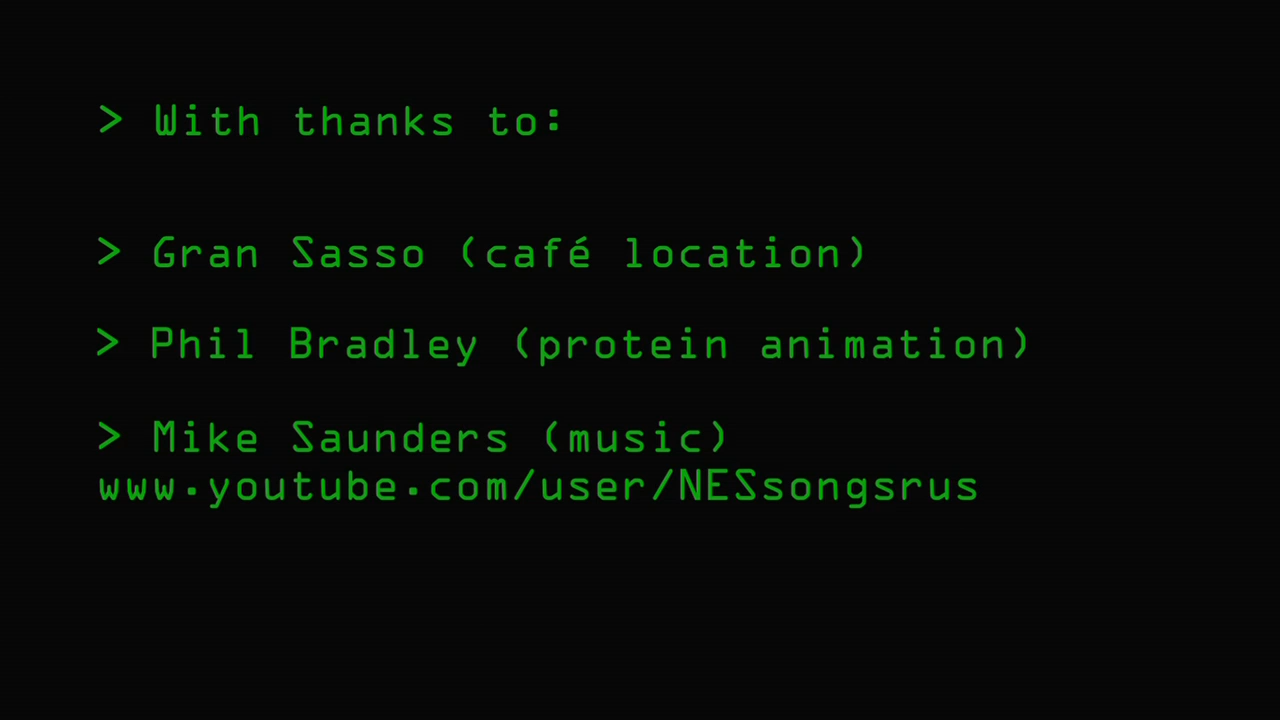 > With thanks to:
> Gran Sasso (café location)
> Phil Bradley (protein animation)
> Mike Saunders (music)
www.youtube.com/user/NESsongsrus